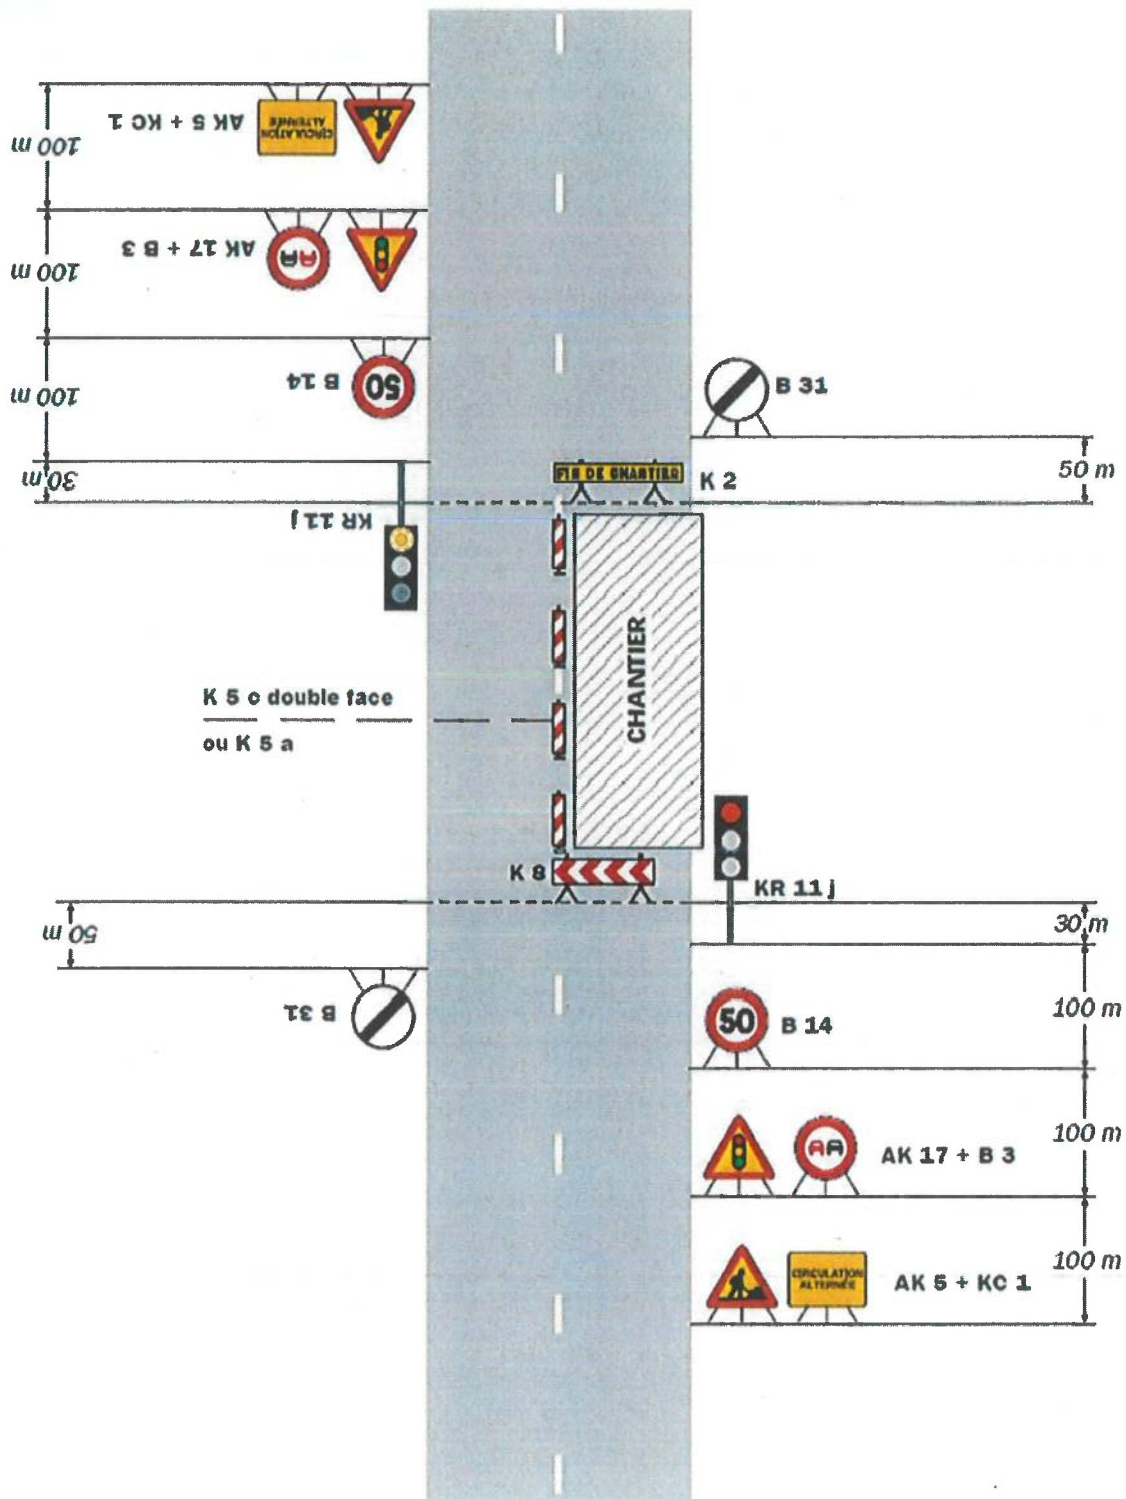 AK 5 + KC 1
CIRCULATION
ALTERNÉE
100 m
AK 17 + B 3
100 m
B 14
50
100 m
B 31
50 m
30 m
FIN DE CHANTIER
K 2
KR 11 j
CHANTIER
K 5 c double face
ou K 5 a
K 8
KR 11 j
30 m
50 m
B 31
50
B 14
100 m
AK 17 + B 3
100 m
CIRCULATION
ALTERNÉE
AK 5 + KC 1
100 m